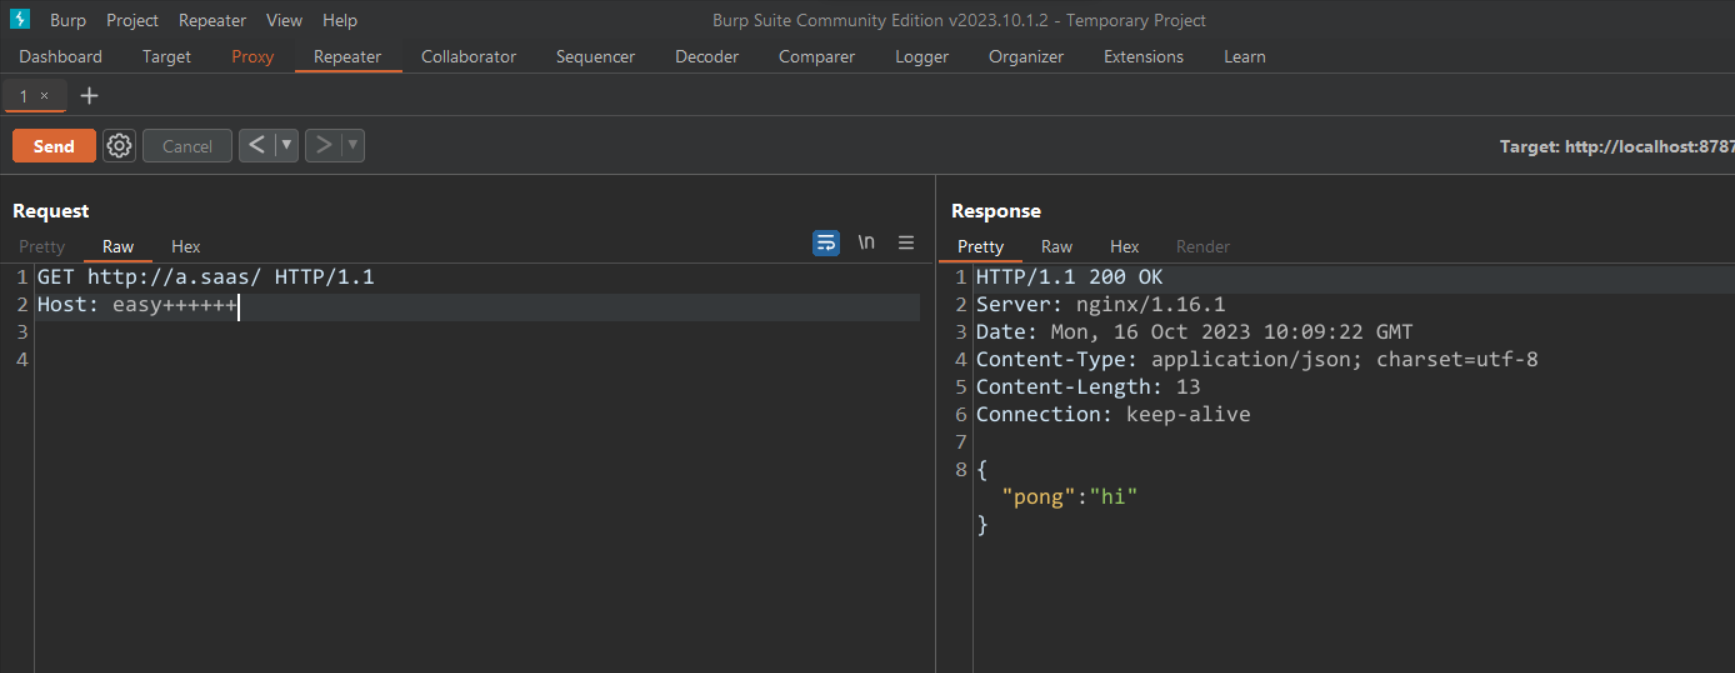 Burp Project Repeater View Help Burp Suite Community Edition v2023.10.1.2 - Temporary Project
Dashboard Target Proxy Repeater Collaborator Sequencer Decoder Comparer Logger Organizer Extensions Learn
1 × +
Send Cancel < > Target: http://localhost:8787
Request
Pretty Raw Hex \n
1 GET http://a.saas/ HTTP/1.1
2 Host: easy++++++
3
4
Response
Pretty Raw Hex Render
1 HTTP/1.1 200 OK
2 Server: nginx/1.16.1
3 Date: Mon, 16 Oct 2023 10:09:22 GMT
4 Content-Type: application/json; charset=utf-8
5 Content-Length: 13
6 Connection: keep-alive
7
8 {
"pong":"hi"
}